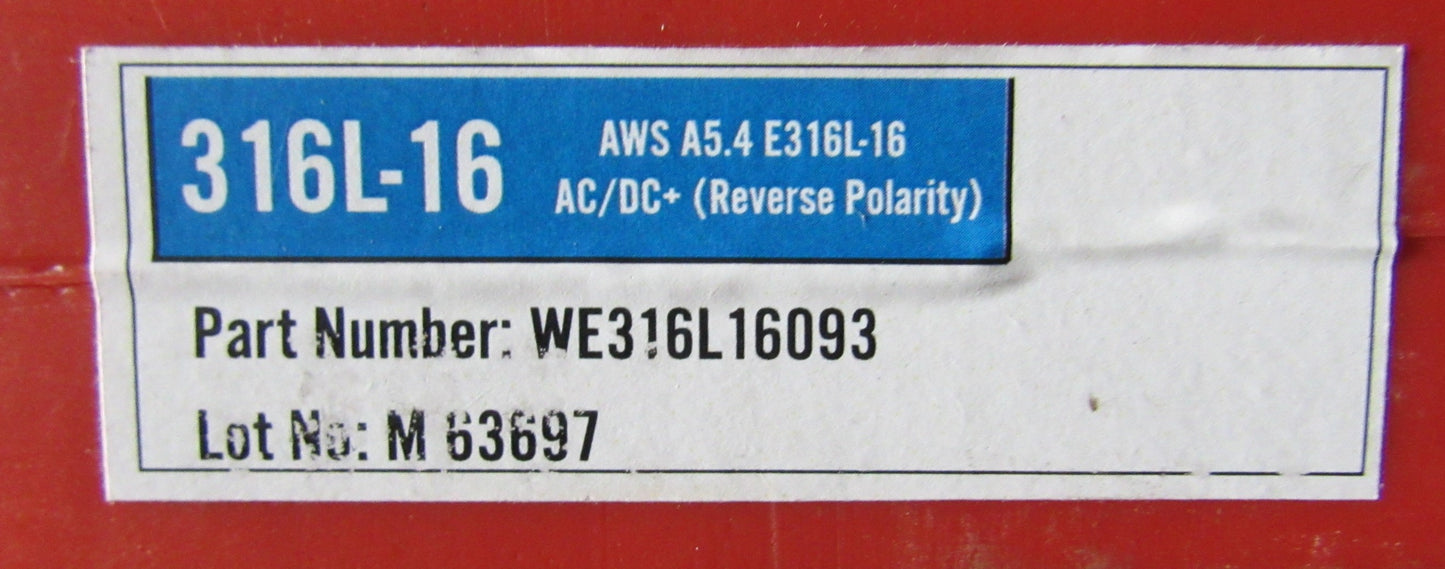 316L-16
AWS A5.4 E316L-16
AC/DC+ (Reverse Polarity)
Part Number: WE316L16093
Lot No: M 63697